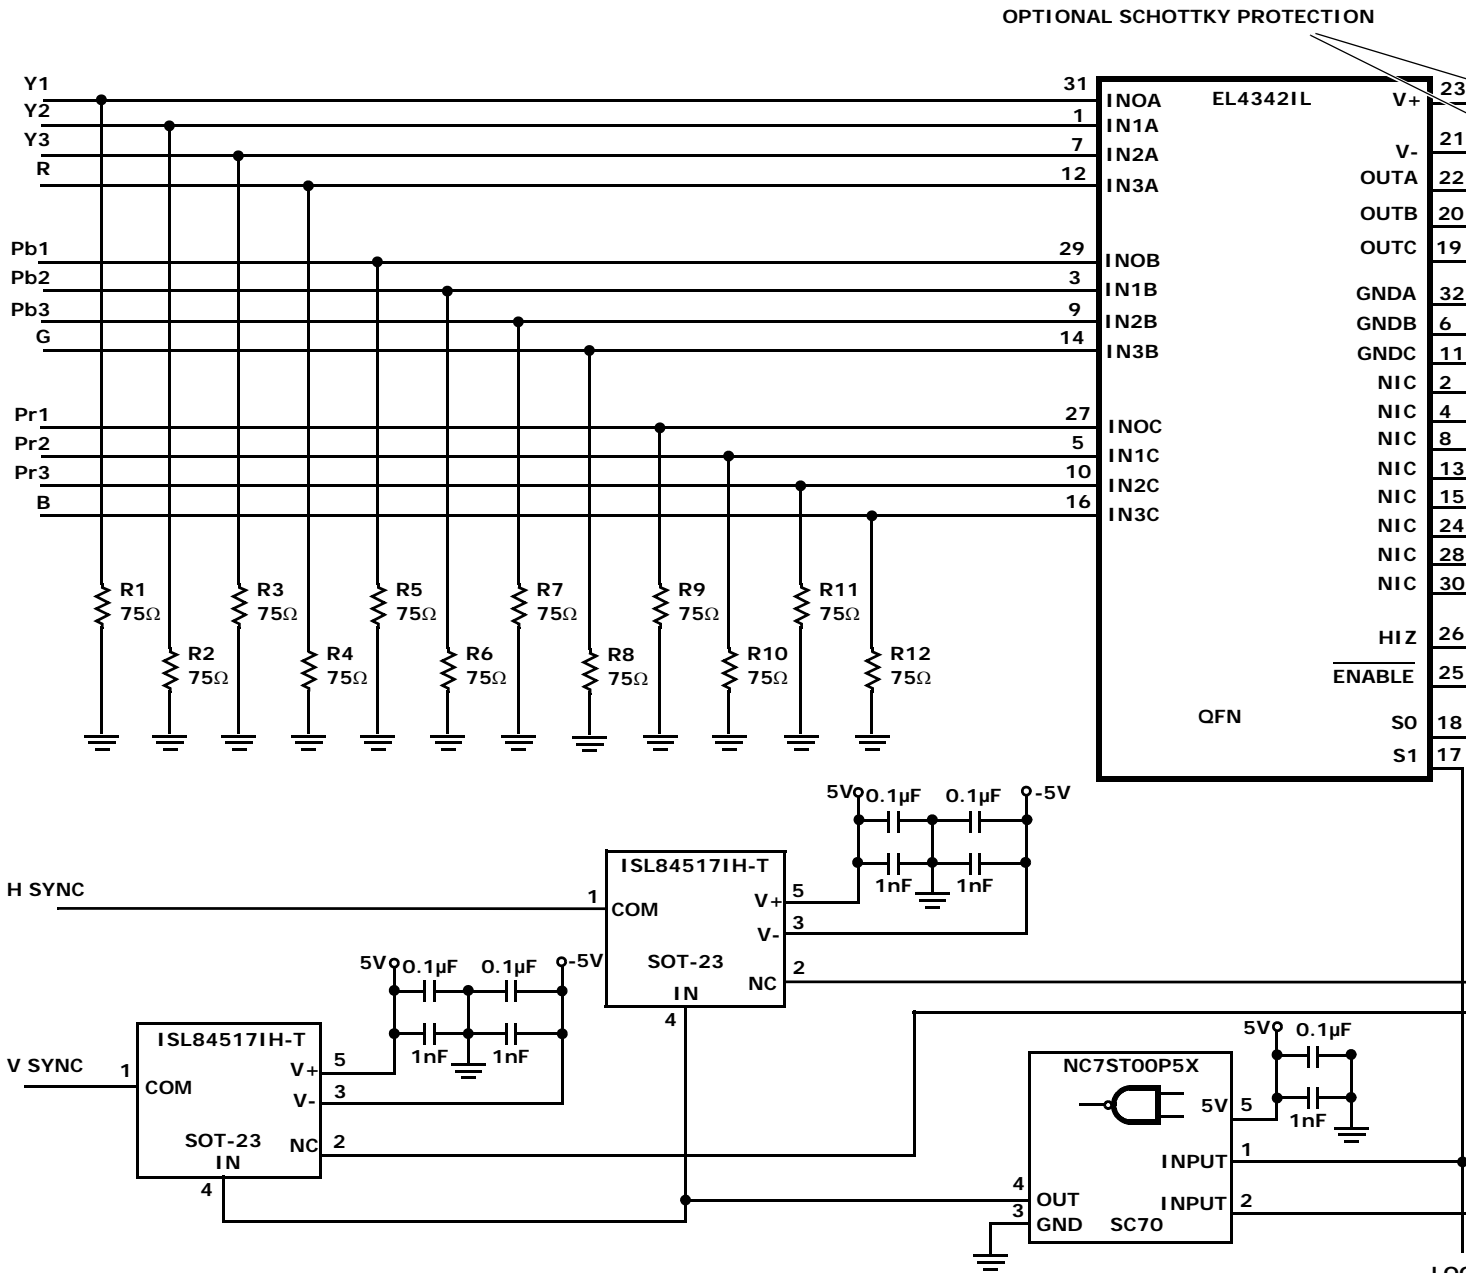 OPTIONAL SCHOTTKY PROTECTION
Y1
Y2
Y3
R
Pb1
Pb2
Pb3
G
Pr1
Pr2
Pr3
B
31
1
7
12
29
3
9
14
27
5
10
16
EL4342IL
IN0A
IN1A
IN2A
IN3A
IN0B
IN1B
IN2B
IN3B
IN0C
IN1C
IN2C
IN3C
V+ 23
V- 21
OUTA 22
OUTB 20
OUTC 19
GNDA 32
GNDB 6
GNDC 11
NIC 2
NIC 4
NIC 8
NIC 13
NIC 15
NIC 24
NIC 28
NIC 30
HIZ 26
ENABLE 25
S0 18
S1 17
QFN
R1
75Ω
R2
75Ω
R3
75Ω
R4
75Ω
R5
75Ω
R6
75Ω
R7
75Ω
R8
75Ω
R9
75Ω
R10
75Ω
R11
75Ω
R12
75Ω
5V 0.1µF 0.1µF -5V
1nF 1nF
H SYNC
ISL84517IH-T
1 COM
V+ 5
V- 3
SOT-23
NC 2
IN
4
5V 0.1µF 0.1µF -5V
1nF 1nF
V SYNC
ISL84517IH-T
1 COM
V+ 5
V- 3
SOT-23
NC 2
IN
4
5V 0.1µF
1nF
NC7ST00P5X
5V 5
INPUT 1
INPUT 2
4 OUT
3 GND
SC70